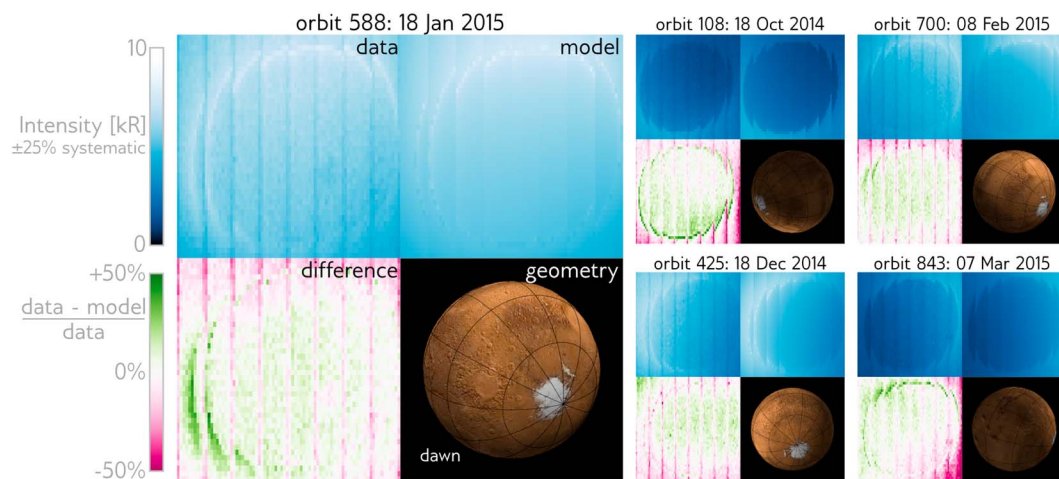 orbit 588: 18 Jan 2015
data
model
10
Intensity [kR]
±25% systematic
0
difference
geometry
+50%
data - model
data
0%
-50%
dawn
orbit 108: 18 Oct 2014
orbit 700: 08 Feb 2015
orbit 425: 18 Dec 2014
orbit 843: 07 Mar 2015